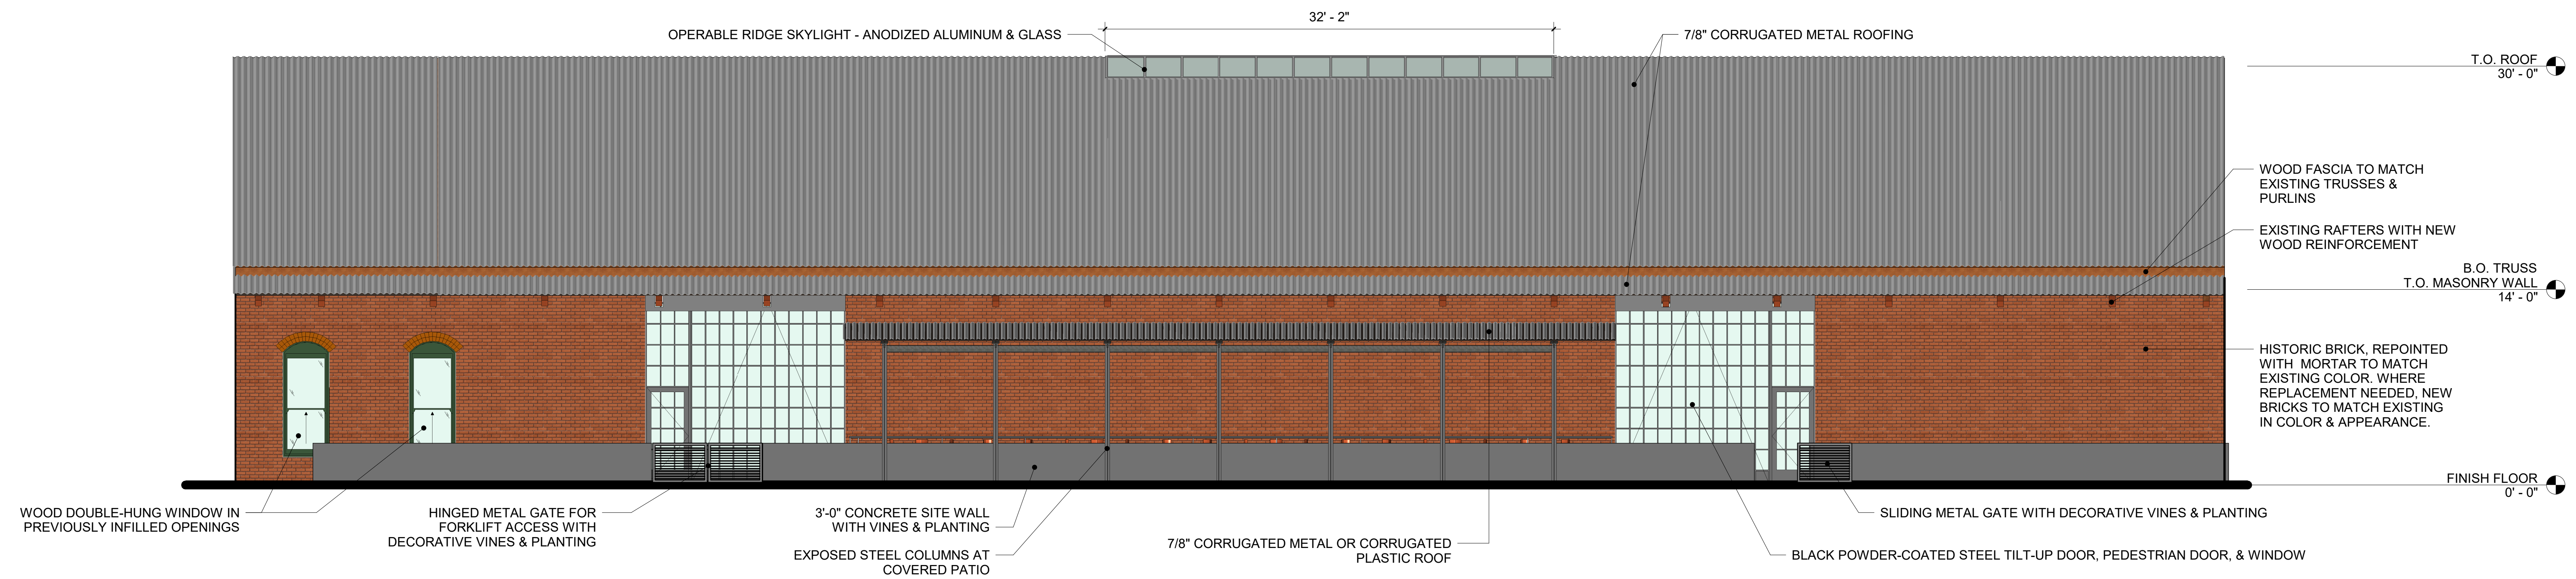 32' - 2"
OPERABLE RIDGE SKYLIGHT - ANODIZED ALUMINUM & GLASS
7/8" CORRUGATED METAL ROOFING
T.O. ROOF
30' - 0"
WOOD FASCIA TO MATCH
EXISTING TRUSSES &
PURLINS
EXISTING RAFTERS WITH NEW
WOOD REINFORCEMENT
B.O. TRUSS
T.O. MASONRY WALL
14' - 0"
HISTORIC BRICK, REPOINTED
WITH MORTAR TO MATCH
EXISTING COLOR. WHERE
REPLACEMENT NEEDED, NEW
BRICKS TO MATCH EXISTING
IN COLOR & APPEARANCE.
FINISH FLOOR
0' - 0"
WOOD DOUBLE-HUNG WINDOW IN
PREVIOUSLY INFILLED OPENINGS
HINGED METAL GATE FOR
FORKLIFT ACCESS WITH
DECORATIVE VINES & PLANTING
3'-0" CONCRETE SITE WALL
WITH VINES & PLANTING
EXPOSED STEEL COLUMNS AT
COVERED PATIO
7/8" CORRUGATED METAL OR CORRUGATED
PLASTIC ROOF
SLIDING METAL GATE WITH DECORATIVE VINES & PLANTING
BLACK POWDER-COATED STEEL TILT-UP DOOR, PEDESTRIAN DOOR, & WINDOW